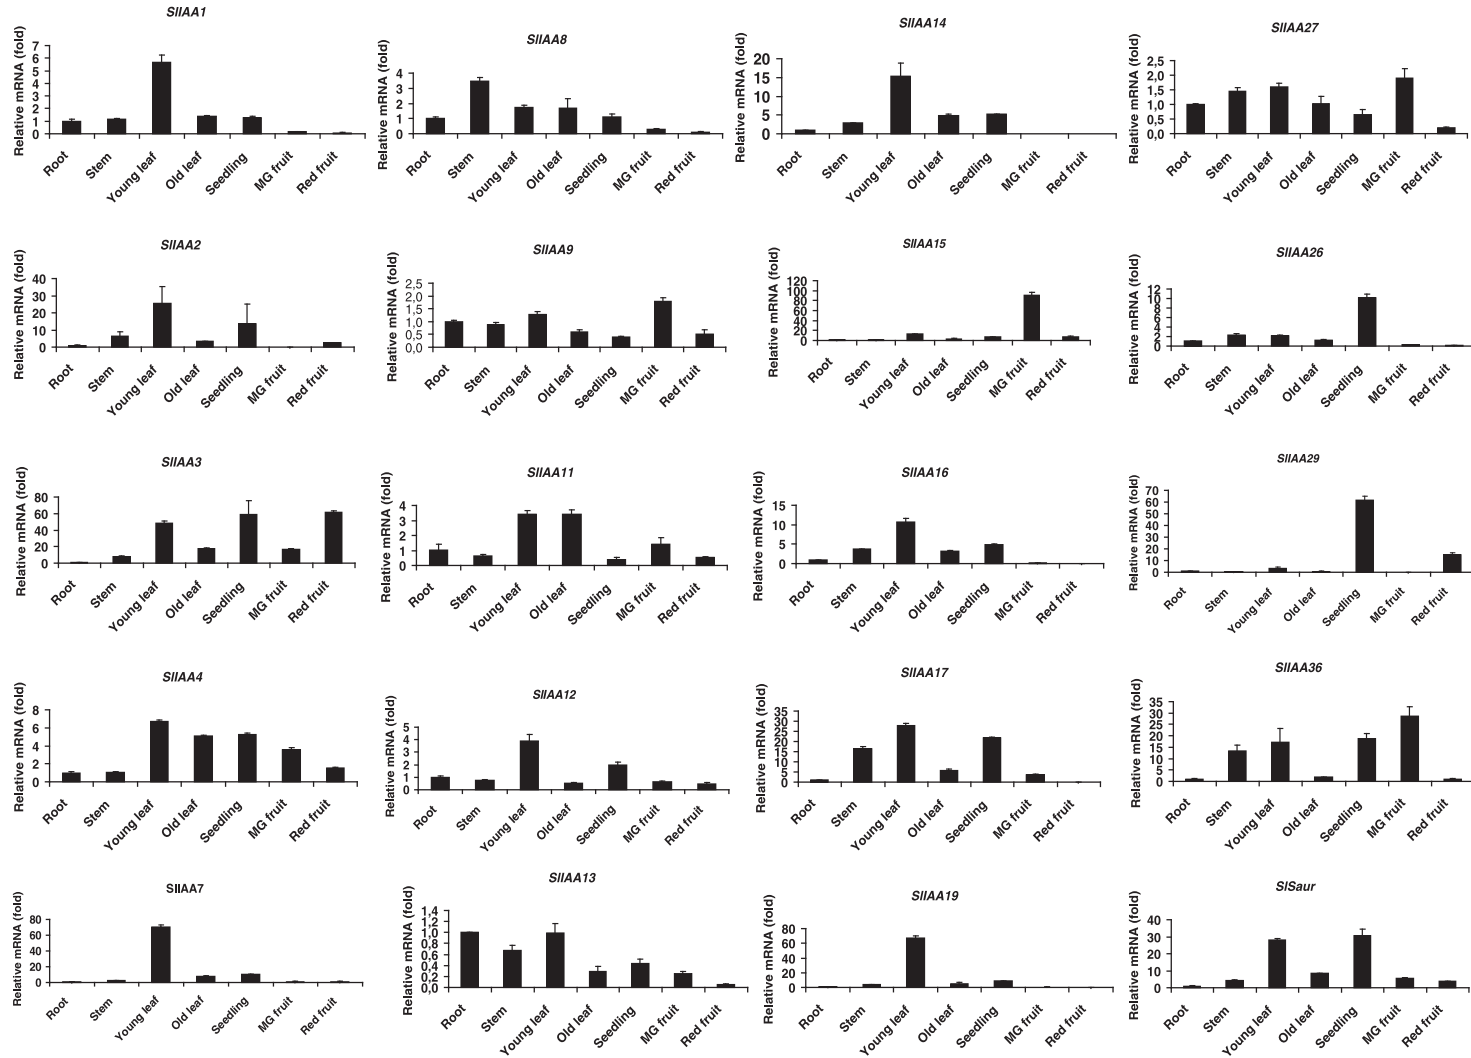 SlIAA1
Relative mRNA (fold)
7
6
5
4
3
2
1
0
Root
Stem
Young leaf
Old leaf
Seedling
MG fruit
Red fruit
SlIAA8
Relative mRNA (fold)
4
3
2
1
0
Root
Stem
Young leaf
Old leaf
Seedling
MG fruit
Red fruit
SlIAA14
Relative mRNA (fold)
20
15
10
5
0
Root
Stem
Young leaf
Old leaf
Seedling
MG fruit
Red fruit
SlIAA27
Relative mRNA (fold)
2,5
2,0
1,5
1,0
0,5
0,0
Root
Stem
Young leaf
Old leaf
Seedling
MG fruit
Red fruit
SlIAA2
Relative mRNA (fold)
40
30
20
10
0
Root
Stem
Young leaf
Old leaf
Seedling
MG fruit
Red fruit
SlIAA9
Relative mRNA (fold)
2,5
2,0
1,5
1,0
0,5
0,0
Root
Stem
Young leaf
Old leaf
Seedling
MG fruit
Red fruit
SlIAA15
Relative mRNA (fold)
120
100
80
60
40
20
0
Root
Stem
Young leaf
Old leaf
Seedling
MG fruit
Red fruit
SlIAA26
Relative mRNA (fold)
12
10
8
6
4
2
0
Root
Stem
Young leaf
Old leaf
Seedling
MG fruit
Red fruit
SlIAA3
Relative mRNA (fold)
80
60
40
20
0
Root
Stem
Young leaf
Old leaf
Seedling
MG fruit
Red fruit
SlIAA11
Relative mRNA (fold)
4
3
2
1
0
Root
Stem
Young leaf
Old leaf
Seedling
MG fruit
Red fruit
SlIAA16
Relative mRNA (fold)
15
10
5
0
Root
Stem
Young leaf
Old leaf
Seedling
MG fruit
Red fruit
SlIAA29
Relative mRNA (fold)
70
60
50
40
30
20
10
0
Root
Stem
Young leaf
Old leaf
Seedling
MG fruit
Red fruit
SlIAA4
Relative mRNA (fold)
8
6
4
2
0
Root
Stem
Young leaf
Old leaf
Seedling
MG fruit
Red fruit
SlIAA12
Relative mRNA (fold)
5
4
3
2
1
0
Root
Stem
Young leaf
Old leaf
Seedling
MG fruit
Red fruit
SlIAA17
Relative mRNA (fold)
35
30
25
20
15
10
5
0
Root
Stem
Young leaf
Old leaf
Seedling
MG fruit
Red fruit
SlIAA36
Relative mRNA (fold)
35
30
25
20
15
10
5
0
Root
Stem
Young leaf
Old leaf
Seedling
MG fruit
Red fruit
SlIAA7
Relative mRNA (fold)
80
60
40
20
0
Root
Stem
Young leaf
Old leaf
Seedling
MG fruit
Red fruit
SlIAA13
Relative mRNA (fold)
1,4
1,2
1,0
0,8
0,6
0,4
0,2
0,0
Root
Stem
Young leaf
Old leaf
Seedling
MG fruit
Red fruit
SlIAA19
Relative mRNA (fold)
80
60
40
20
0
Root
Stem
Young leaf
Old leaf
Seedling
MG fruit
Red fruit
SlSaur
Relative mRNA (fold)
40
30
20
10
0
Root
Stem
Young leaf
Old leaf
Seedling
MG fruit
Red fruit